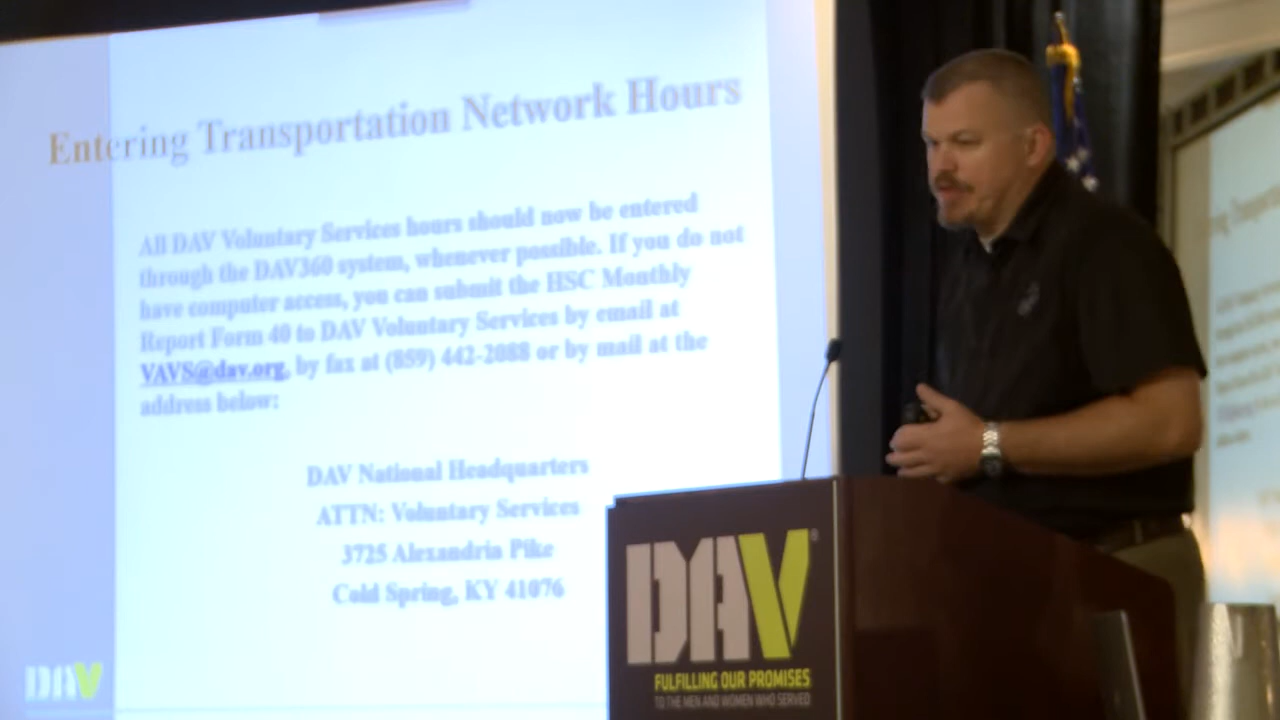 Entering Transportation Network Hours
All DAV Voluntary Services hours should now be entered
through the DAV360 system, whenever possible. If you do not
have computer access, you can submit the HSC Monthly
Report Form 40 to DAV Voluntary Services by email at
VAVS@dav.org, by fax at (859) 442-2088 or by mail at the
address below:
DAV National Headquarters
ATTN: Voluntary Services
3725 Alexandria Pike
Cold Spring, KY 41076
DAV
DAV®
FULFILLING OUR PROMISES
TO THE MEN AND WOMEN WHO SERVED